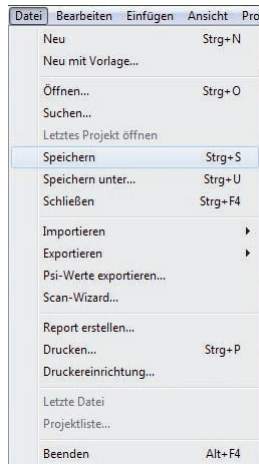 Datei Bearbeiten Einfügen Ansicht
Neu Strg+N
Neu mit Vorlage...
Öffnen... Strg+O
Suchen...
Letztes Projekt öffnen
Speichern Strg+S
Speichern unter... Strg+U
Schließen Strg+F4
Importieren
Exportieren
Psi-Werte exportieren...
Scan-Wizard...
Report erstellen...
Drucken... Strg+P
Druckereinrichtung...
Letzte Datei
Projektliste...
Beenden Alt+F4